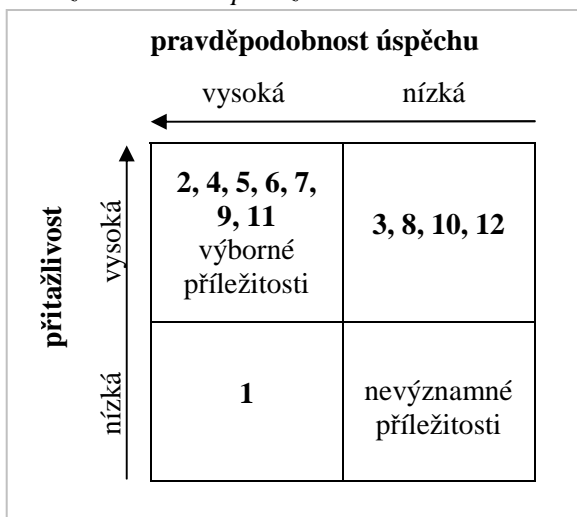 pravděpodobnost úspěchu
vysoká nízká
přitažlivost
vysoká
2, 4, 5, 6, 7,
9, 11
výborné
příležitosti
3, 8, 10, 12
nízká
1
nevýznamné
příležitosti